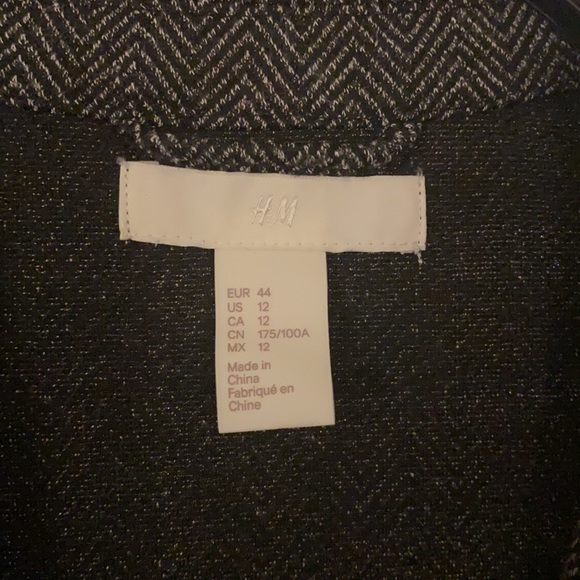 H&M
EUR 44
US 12
CA 12
CN 175/100A
MX 12
Made in
China
Fabriqué en
Chine